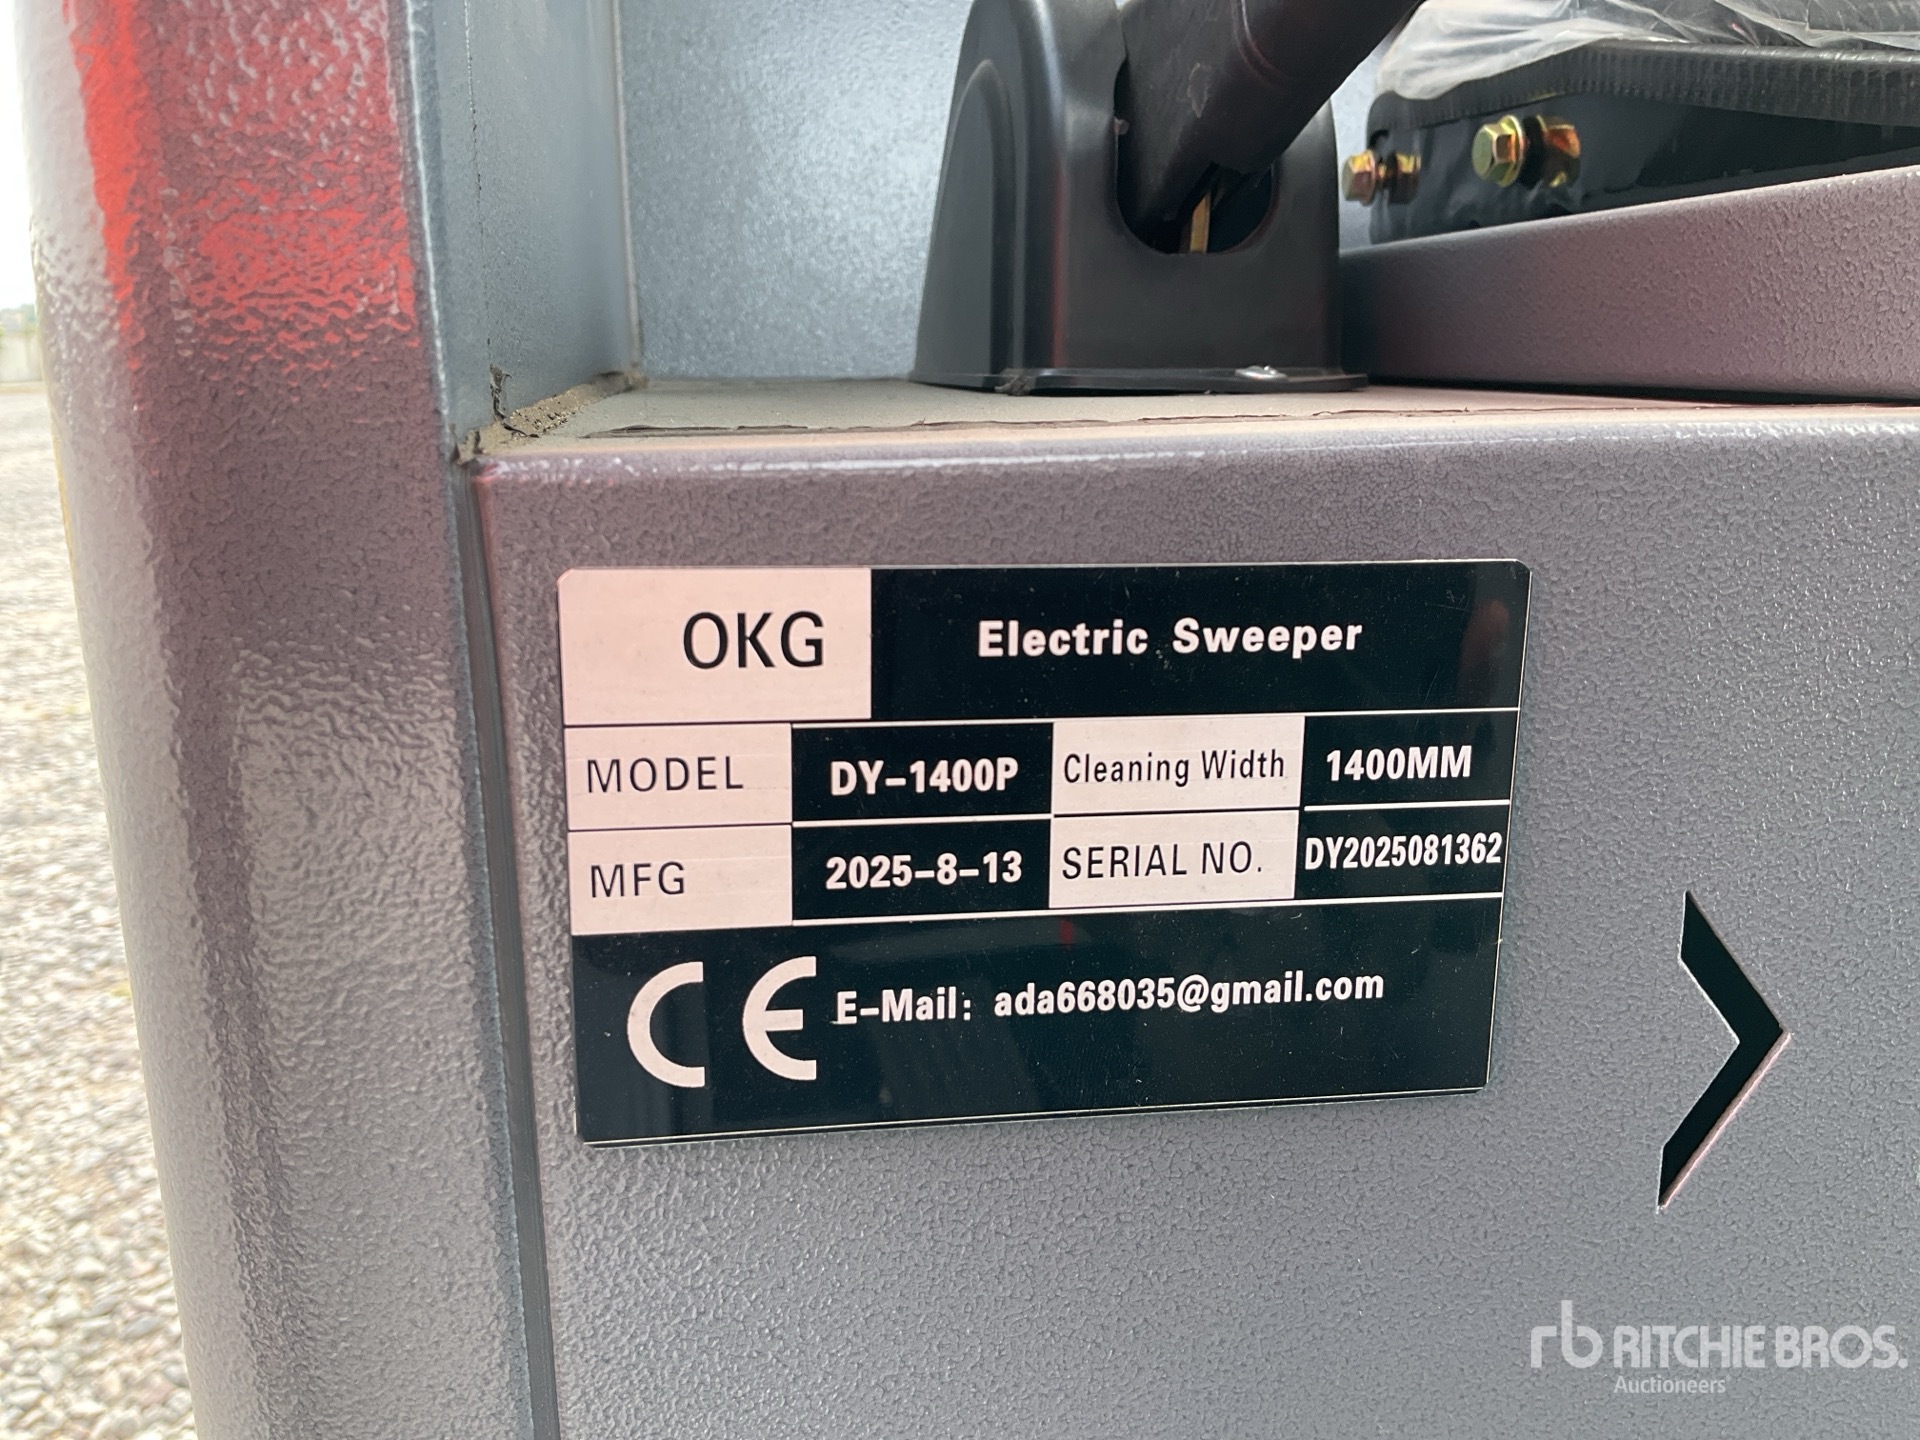 OKG Electric Sweeper
MODEL DY-1400P Cleaning Width 1400MM
MFG 2025-8-13 SERIAL NO. DY2025081362
CE E-Mail: ada668035@gmail.com
rb RITCHIE BROS.
Auctioneers